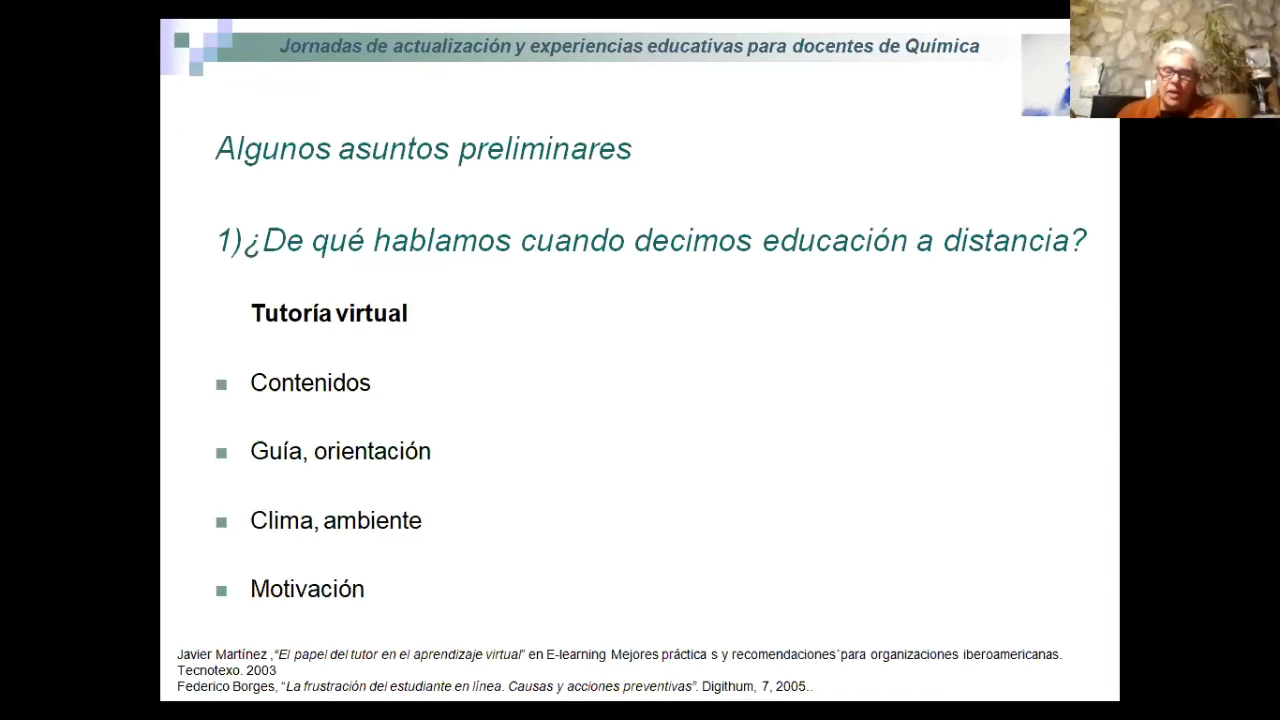 Jornadas de actualización y experiencias educativas para docentes de Química
Algunos asuntos preliminares
1)¿De qué hablamos cuando decimos educación a distancia?
Tutoría virtual
Contenidos
Guía, orientación
Clima, ambiente
Motivación
Javier Martínez ,“El papel del tutor en el aprendizaje virtual” en E-learning Mejores práctica s y recomendaciones´para organizaciones iberoamericanas.
Tecnotexo. 2003
Federico Borges, “La frustración del estudiante en línea. Causas y acciones preventivas”. Digithum, 7, 2005..